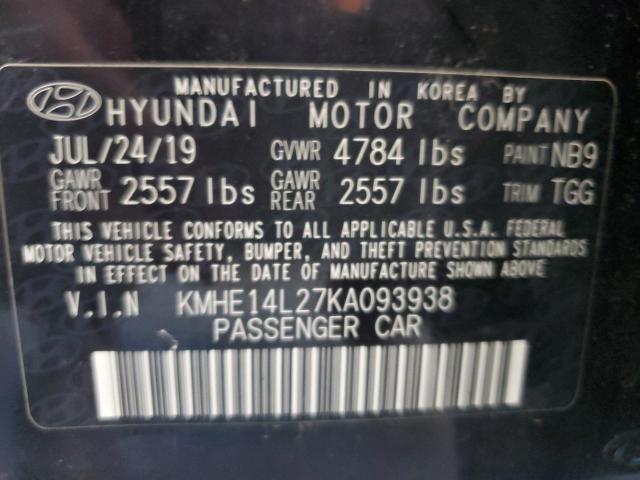 MANUFACTURED IN KOREA BY
HYUNDAI MOTOR COMPANY
JUL/24/19 GVWR 4784 lbs PAINT NB9
GAWR FRONT 2557 lbs GAWR REAR 2557 lbs TRIM TGG
THIS VEHICLE CONFORMS TO ALL APPLICABLE U.S.A. FEDERAL
MOTOR VEHICLE SAFETY, BUMPER, AND THEFT PREVENTION STANDARDS
IN EFFECT ON THE DATE OF MANUFACTURE SHOWN ABOVE
V.I.N KMHE14L27KA093938
PASSENGER CAR